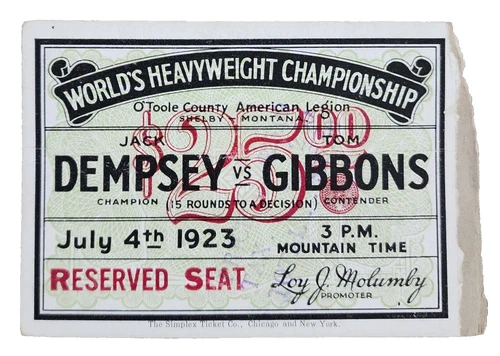 WORLD'S HEAVYWEIGHT CHAMPIONSHIP
O'Toole County American Legion
SHELBY MONTANA
$25.00
JACK TOM
DEMPSEY VS GIBBONS
CHAMPION (15 ROUNDS TO A DECISION) CONTENDER
July 4th 1923
3 P.M.
MOUNTAIN TIME
RESERVED SEAT
Loy J. Molumby
PROMOTER
The Simplex Ticket Co., Chicago and New York.